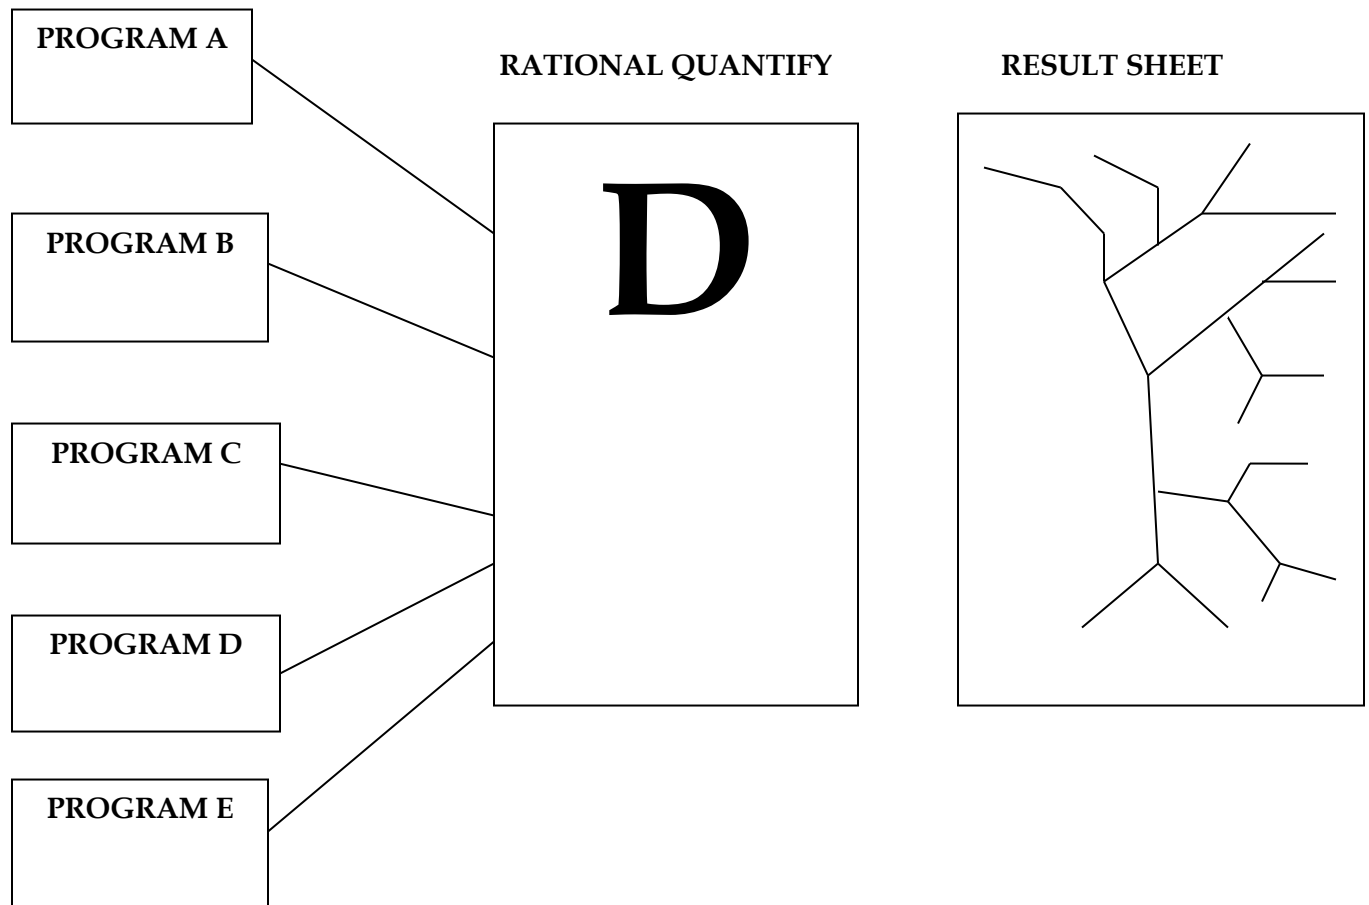 PROGRAM A
RATIONAL QUANTIFY
RESULT SHEET
D
PROGRAM B
PROGRAM C
PROGRAM D
PROGRAM E